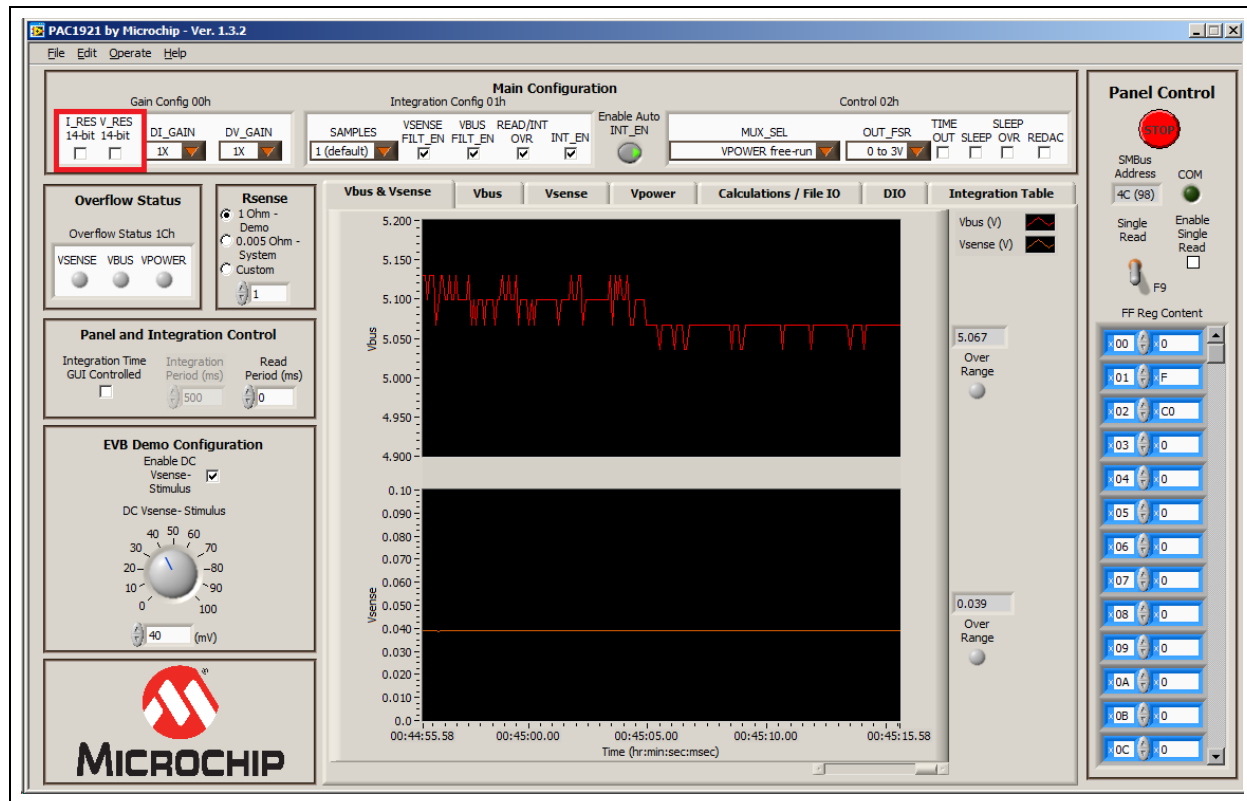 PAC1921 by Microchip - Ver. 1.3.2
File Edit Operate Help
Main Configuration
Gain Config 00h
Integration Config 01h
Control 02h
I_RES V_RES
14-bit 14-bit
DI_GAIN
DV_GAIN
1X
1X
SAMPLES
VSENSE
FILT_EN
VBUS
FILT_EN
READ/INT
OVR
INT_EN
1 (default)
Enable Auto
INT_EN
MUX_SEL
OUT_FSR
VPOWER free-run
0 to 3V
TIME
OUT
SLEEP
SLEEP
OVR
REDAC
Panel Control
STOP
SMBus
Address
COM
4C (98)
Single
Read
Enable
Single
Read
F9
FF Reg Content
x00 x0
x01 xF
x02 xC0
x03 x0
x04 x0
x05 x0
x06 x0
x07 x0
x08 x0
x09 x0
x0A x0
x0B x0
x0C x0
Overflow Status
Overflow Status 1Ch
VSENSE VBUS VPOWER
Rsense
1 Ohm -
Demo
0.005 Ohm -
System
Custom
1
Panel and Integration Control
Integration Time
GUI Controlled
Integration
Period (ms)
500
Read
Period (ms)
0
EVB Demo Configuration
Enable DC
Vsense-
Stimulus
DC Vsense- Stimulus
0
10
20
30
40
50
60
70
80
90
100
40 (mV)
®
MICROCHIP
Vbus & Vsense
Vbus
Vsense
Vpower
Calculations / File IO
DIO
Integration Table
Vbus (V)
Vsense (V)
Vbus
5.200
5.150
5.100
5.050
5.000
4.950
4.900
5.067
Over
Range
Vsense
0.10
0.090
0.080
0.070
0.060
0.050
0.040
0.030
0.020
0.010
0.0
0.039
Over
Range
00:44:55.58 00:45:00.00 00:45:05.00 00:45:10.00 00:45:15.58
Time (hr:min:sec:msec)